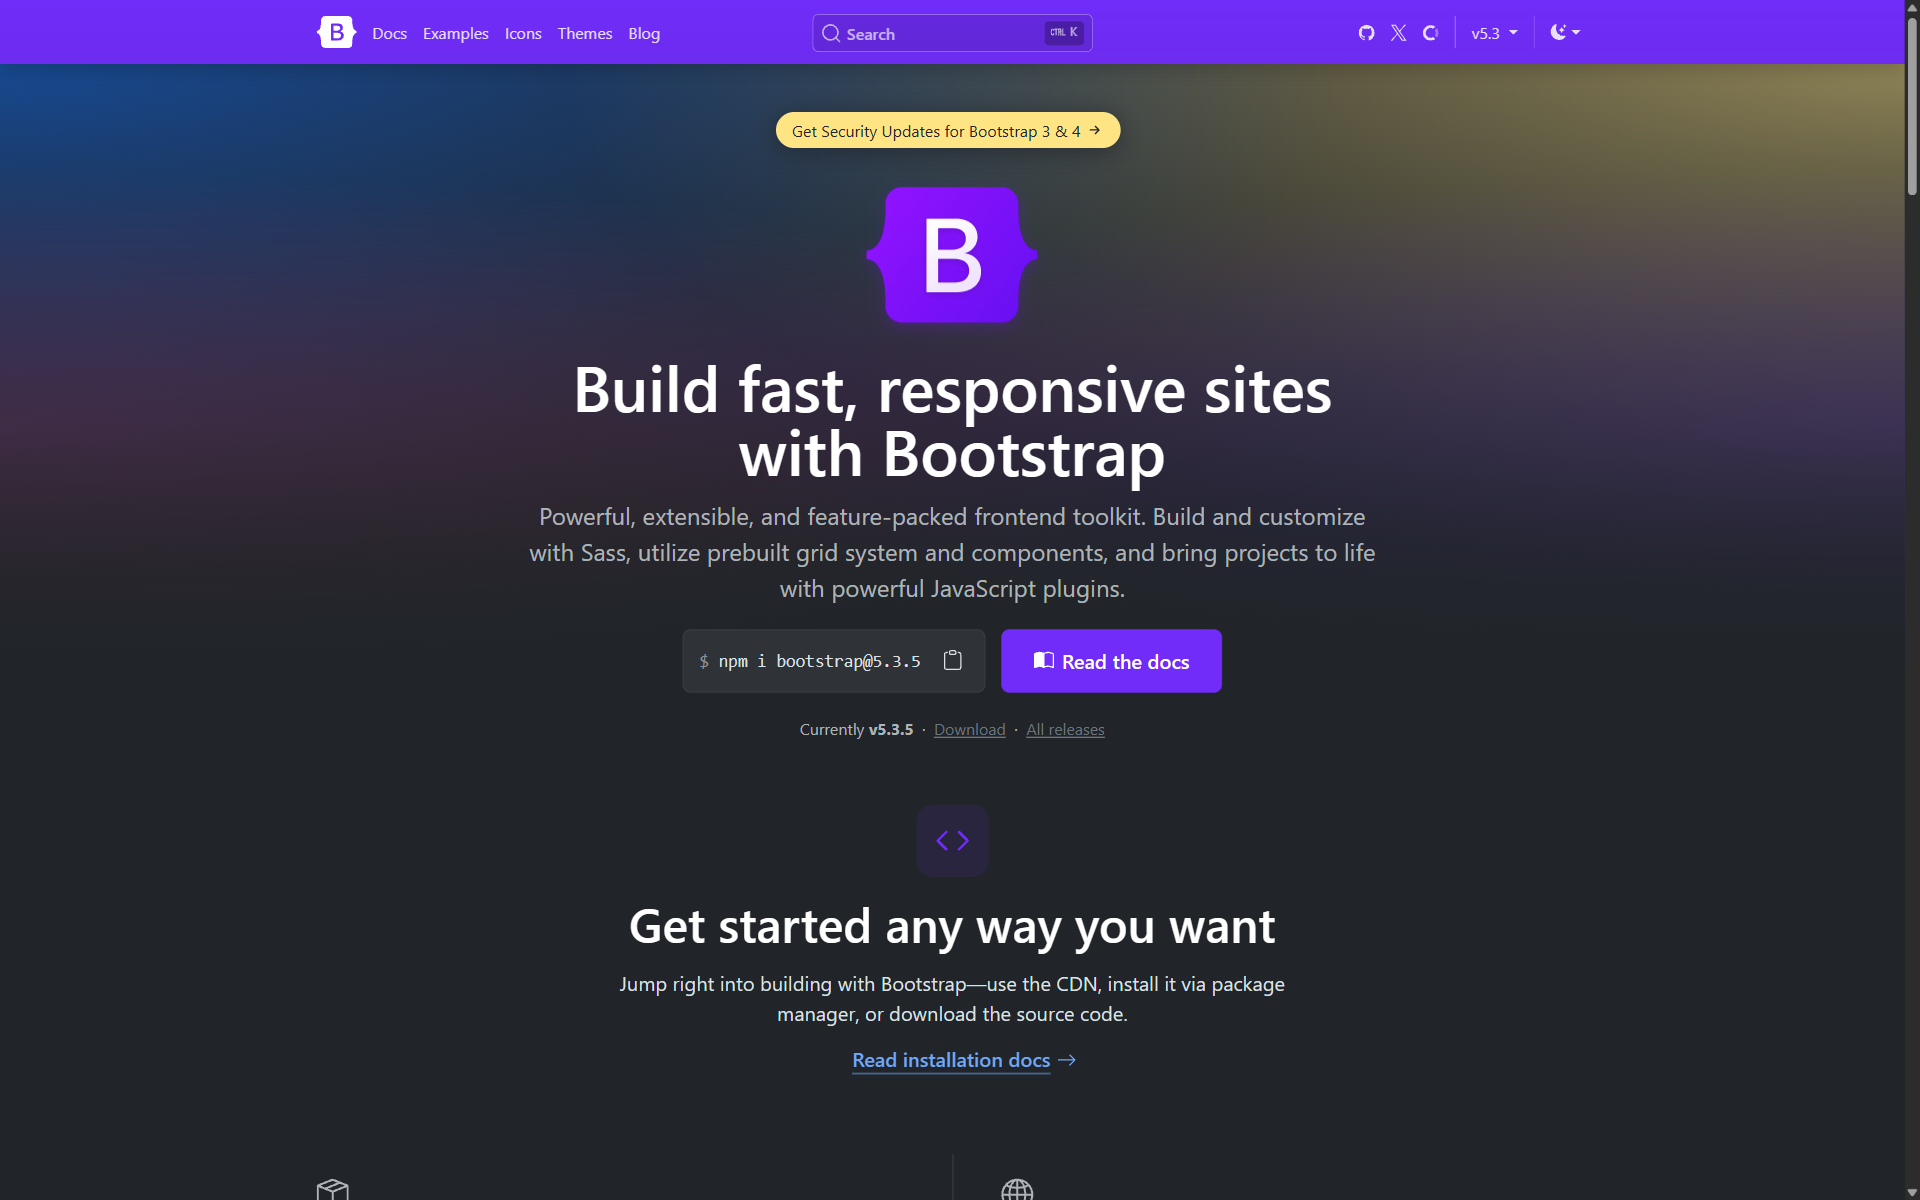 B Docs Examples Icons Themes Blog Search CTRL K v5.3
Get Security Updates for Bootstrap 3 & 4
B
Build fast, responsive sites
with Bootstrap
Powerful, extensible, and feature-packed frontend toolkit. Build and customize
with Sass, utilize prebuilt grid system and components, and bring projects to life
with powerful JavaScript plugins.
$ npm i bootstrap@5.3.5 Read the docs
Currently v5.3.5 · Download · All releases
Get started any way you want
Jump right into building with Bootstrap—use the CDN, install it via package
manager, or download the source code.
Read installation docs